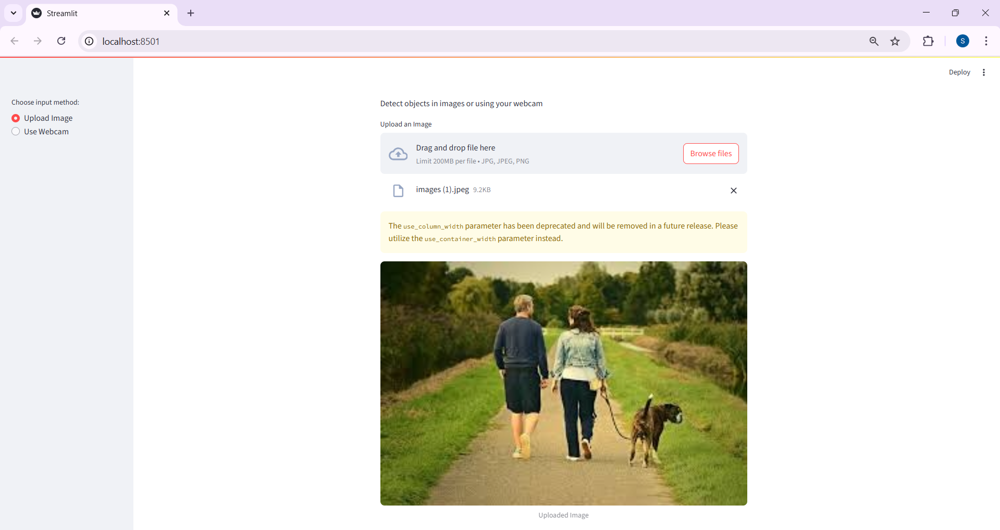 Streamlit
localhost:8501
S
Deploy
Choose input method:
Upload Image
Use Webcam
Detect objects in images or using your webcam
Upload an Image
Drag and drop file here
Limit 200MB per file • JPG, JPEG, PNG
Browse files
images (1).jpeg 9.2KB
The use_column_width parameter has been deprecated and will be removed in a future release. Please
utilize the use_container_width parameter instead.
Uploaded Image